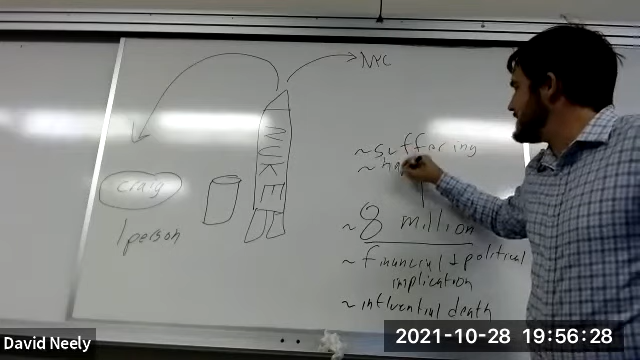 NYC
~ suffering
~ ha
NUKE
craig
1 person
~ 8 million
~ financial + political
implication
~ influential death
David Neely
2021-10-28 19:56:28